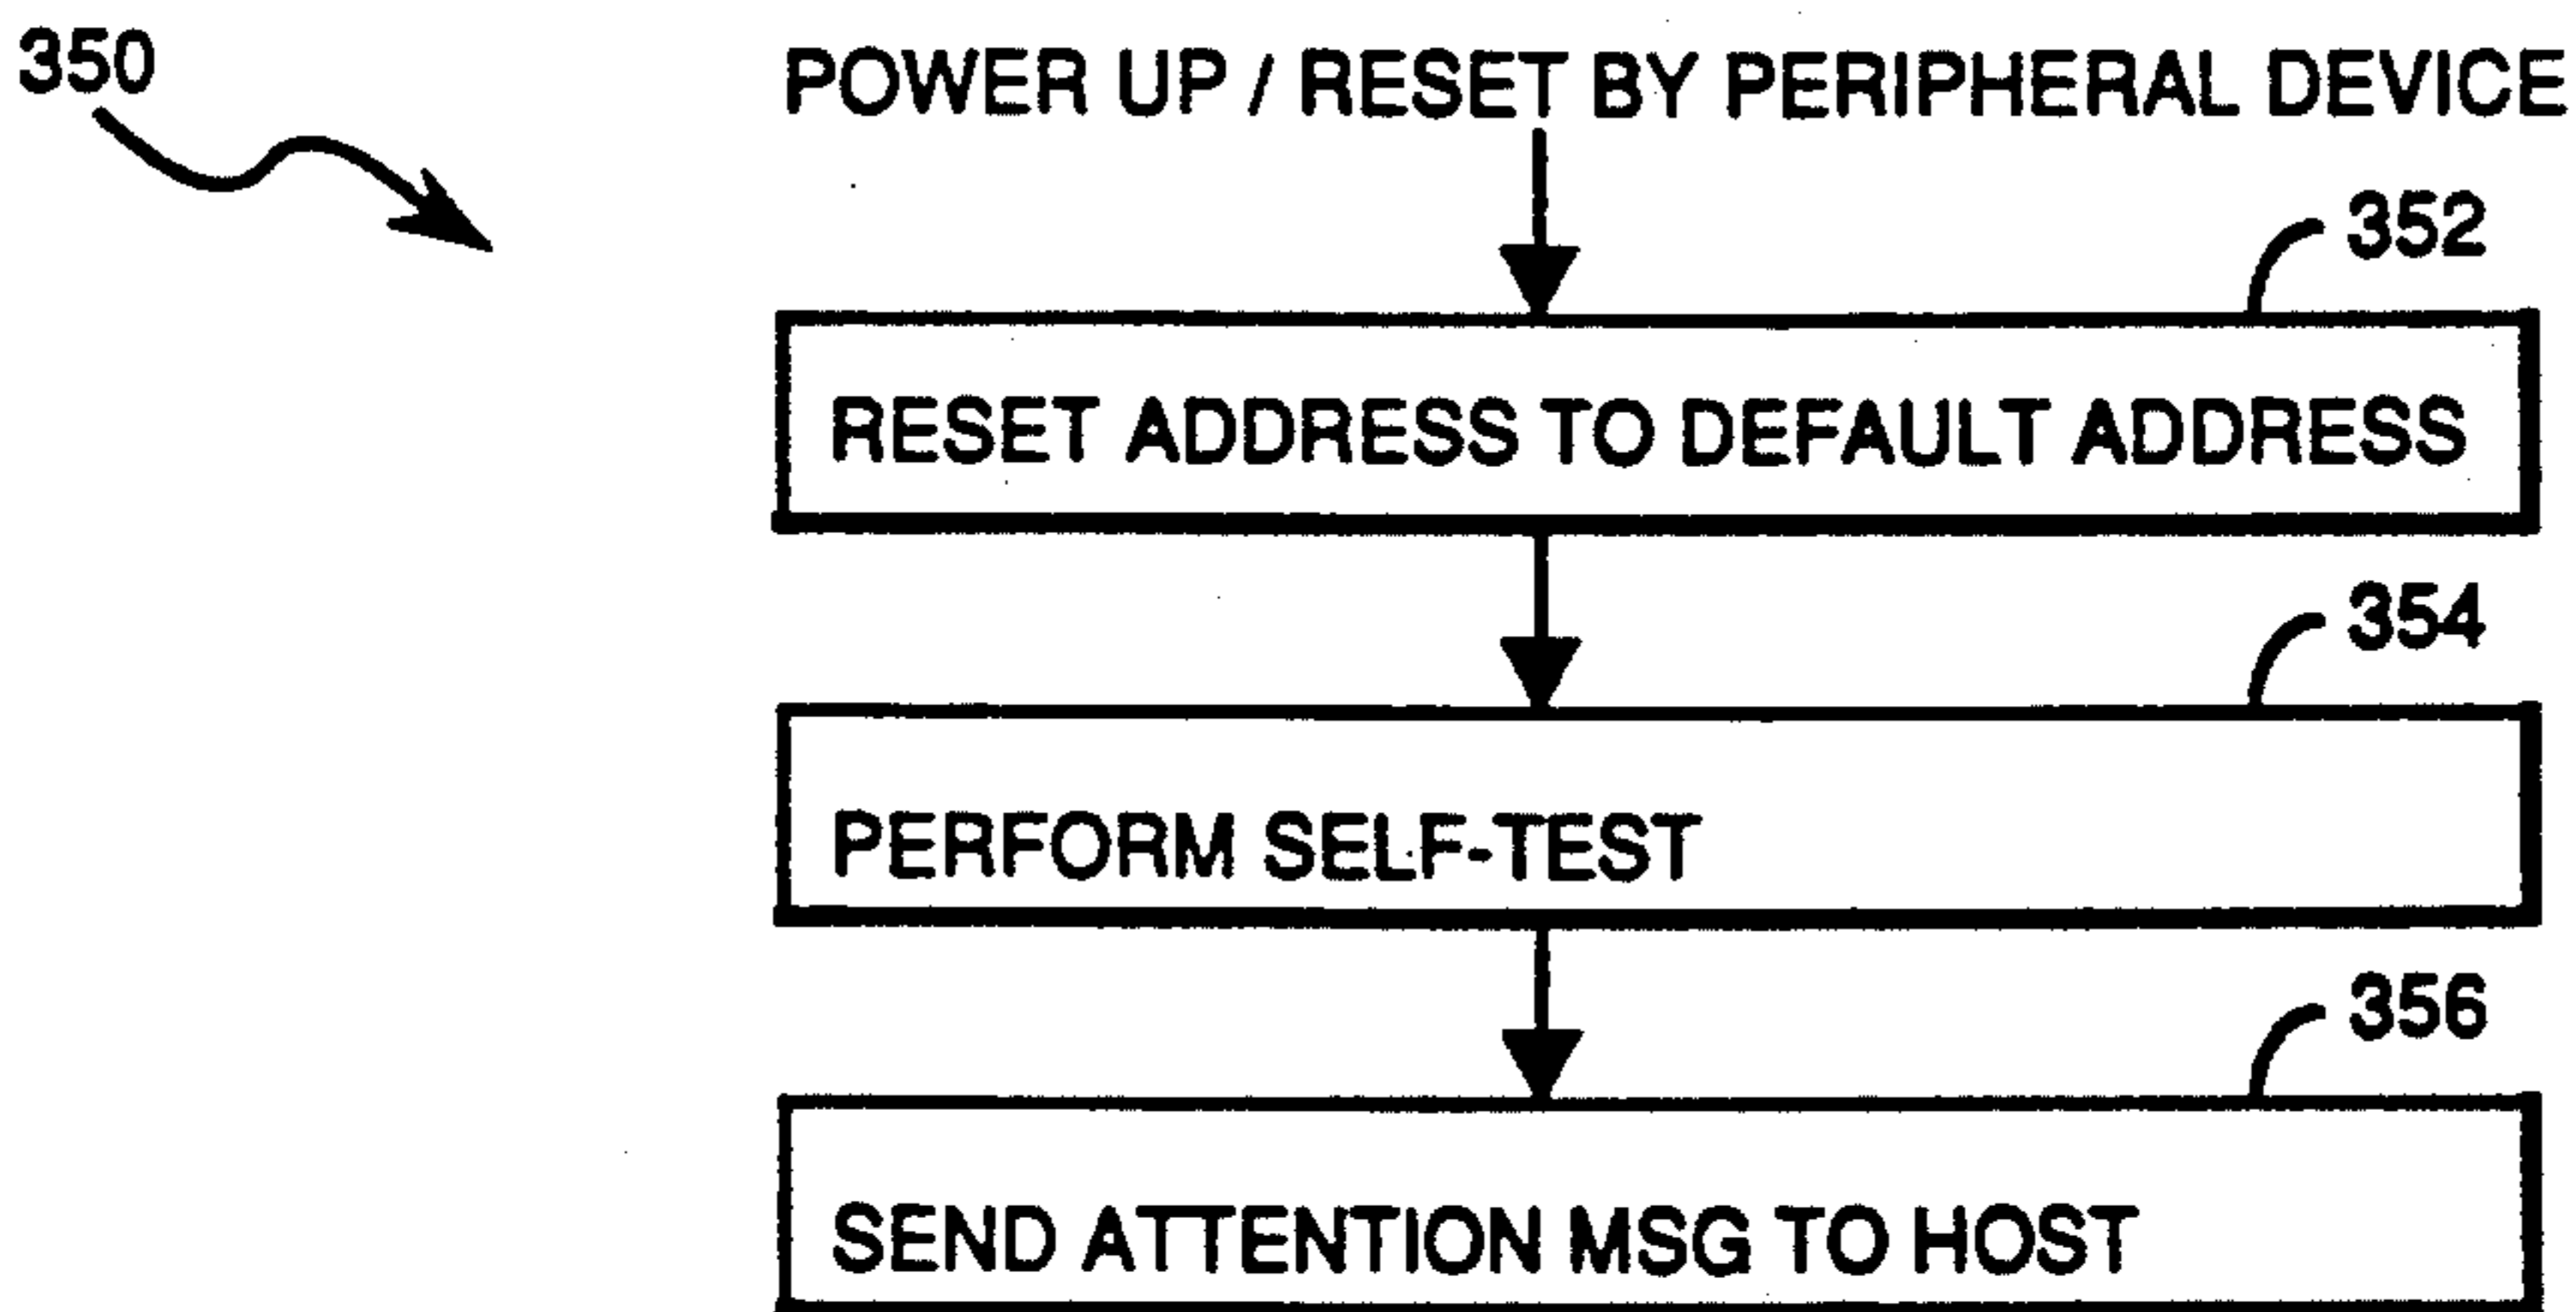 350
POWER UP / RESET BY PERIPHERAL DEVICE
352
RESET ADDRESS TO DEFAULT ADDRESS
354
PERFORM SELF-TEST
356
SEND ATTENTION MSG TO HOST